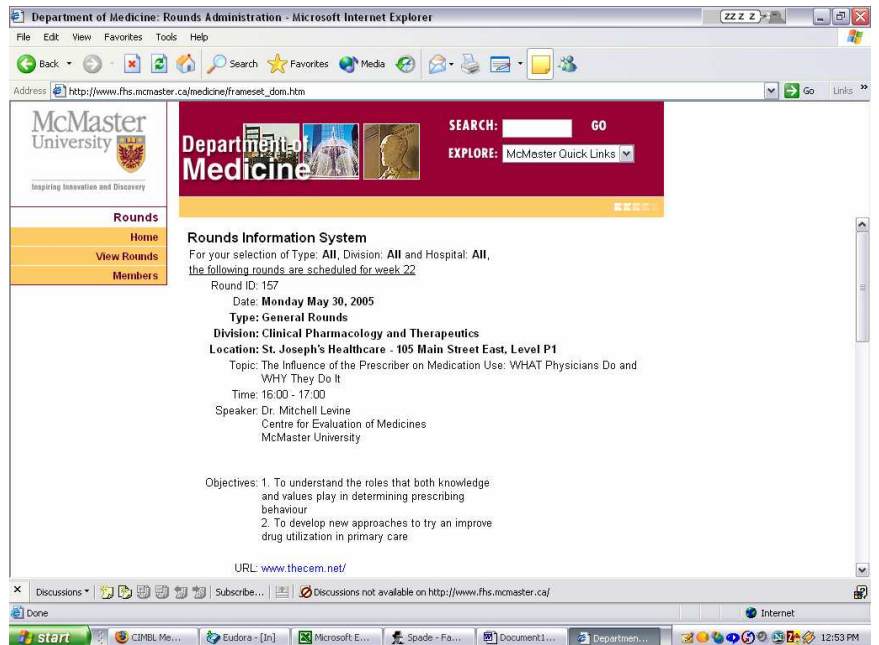 Department of Medicine: Rounds Administration - Microsoft Internet Explorer
ZZ Z Z
File Edit View Favorites Tools Help
Back Search Favorites Media
Address http://www.fhs.mcmaster.ca/medicine/frameset_dom.htm Go Links »
McMaster
University
Inspiring Innovation and Discovery
Department of
Medicine
SEARCH: GO
EXPLORE: McMaster Quick Links
Rounds
Home
View Rounds
Members
Rounds Information System
For your selection of Type: All, Division: All and Hospital: All,
the following rounds are scheduled for week 22
Round ID: 157
Date: Monday May 30, 2005
Type: General Rounds
Division: Clinical Pharmacology and Therapeutics
Location: St. Joseph's Healthcare - 105 Main Street East, Level P1
Topic: The Influence of the Prescriber on Medication Use: WHAT Physicians Do and
WHY They Do It
Time: 16:00 - 17:00
Speaker: Dr. Mitchell Levine
Centre for Evaluation of Medicines
McMaster University
Objectives: 1. To understand the roles that both knowledge
and values play in determining prescribing
behaviour
2. To develop new approaches to try an improve
drug utilization in primary care
URL: www.thecem.net/
Discussions Subscribe... Discussions not available on http://www.fhs.mcmaster.ca/
Done Internet
start CIMBL Me... Eudora - [In] Microsoft E... Spade - Fa... Document1... Departmen... 12:53 PM